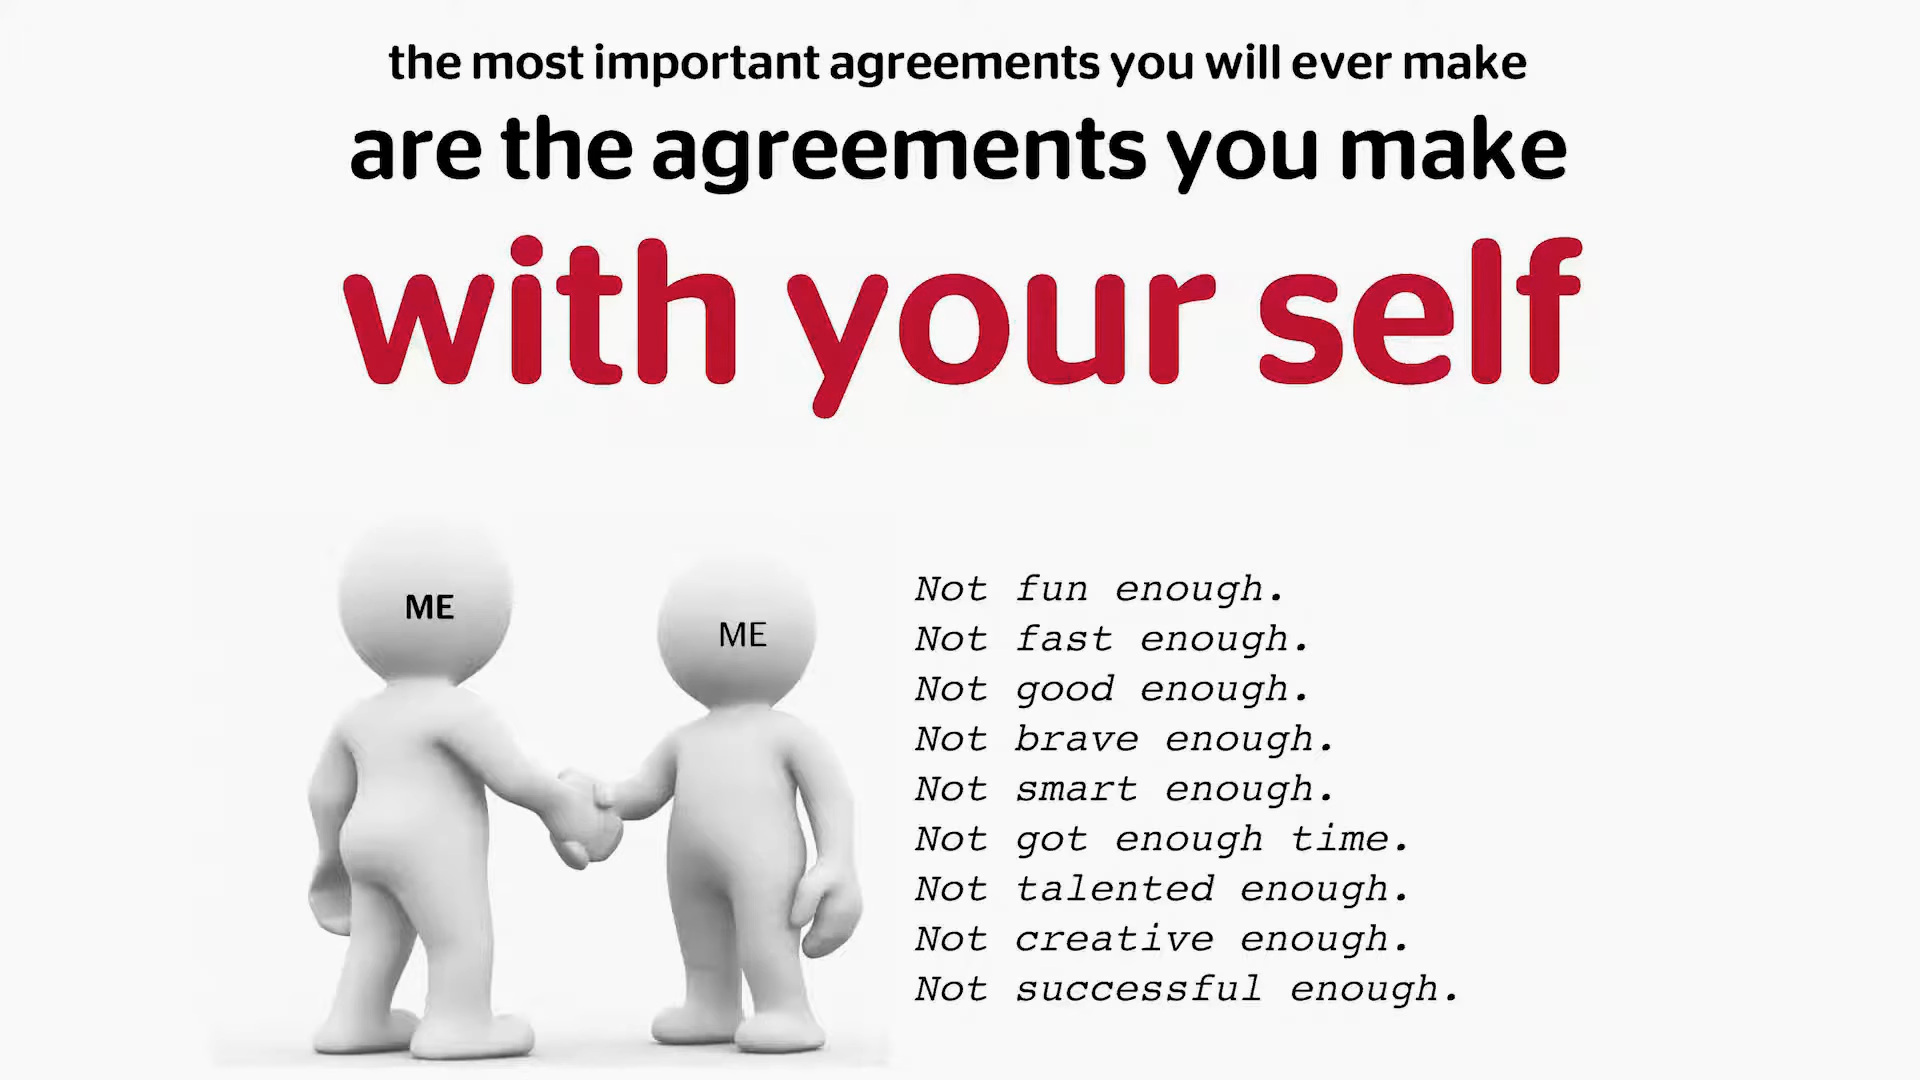 the most important agreements you will ever make
are the agreements you make
with your self
ME
ME
Not fun enough.
Not fast enough.
Not good enough.
Not brave enough.
Not smart enough.
Not got enough time.
Not talented enough.
Not creative enough.
Not successful enough.